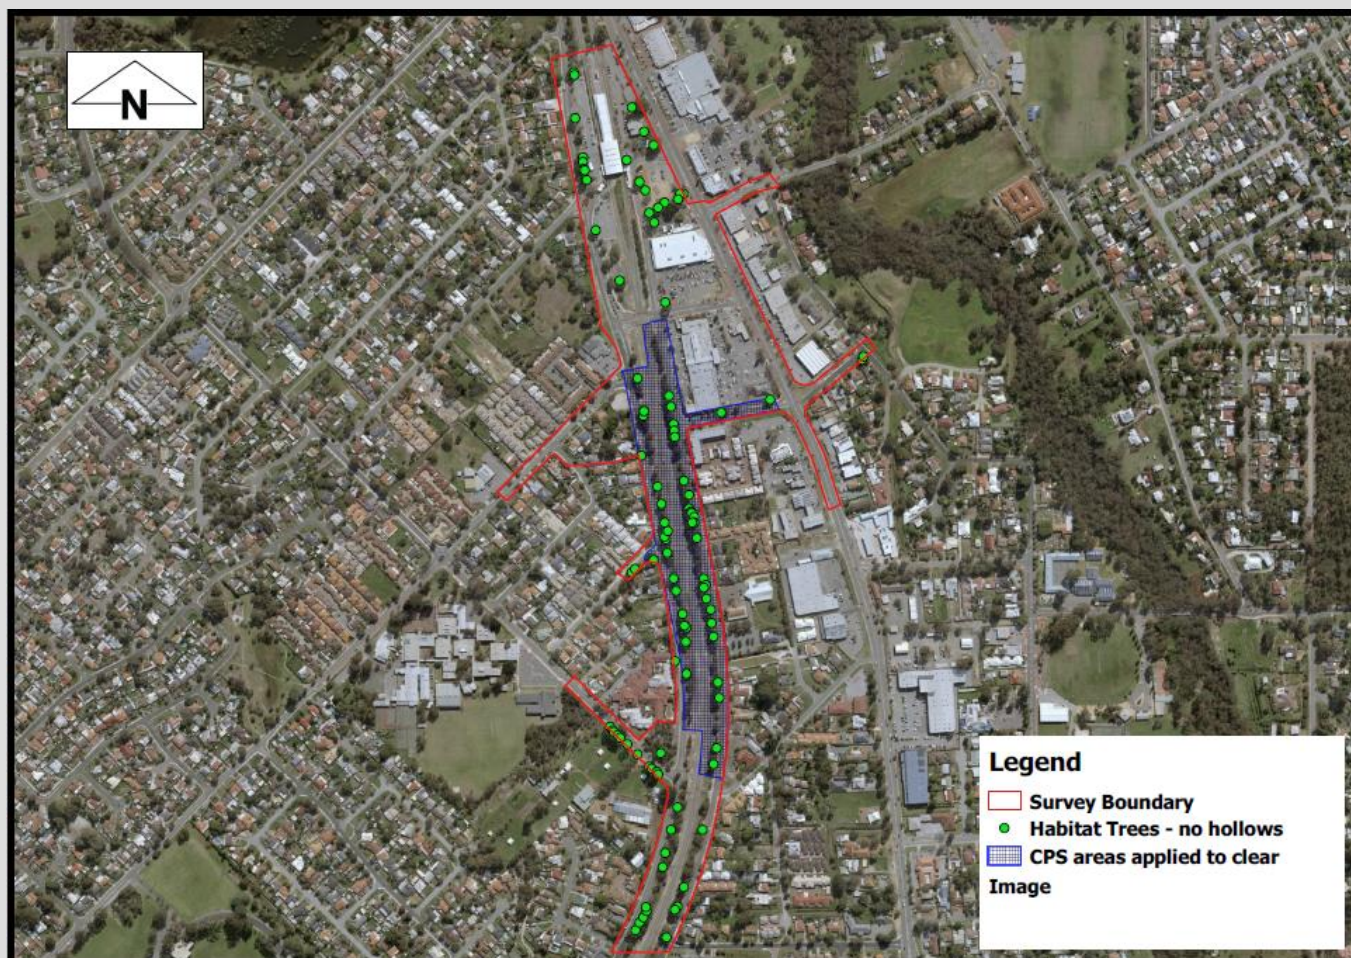 N
Legend
Survey Boundary
Habitat Trees - no hollows
CPS areas applied to clear
Image